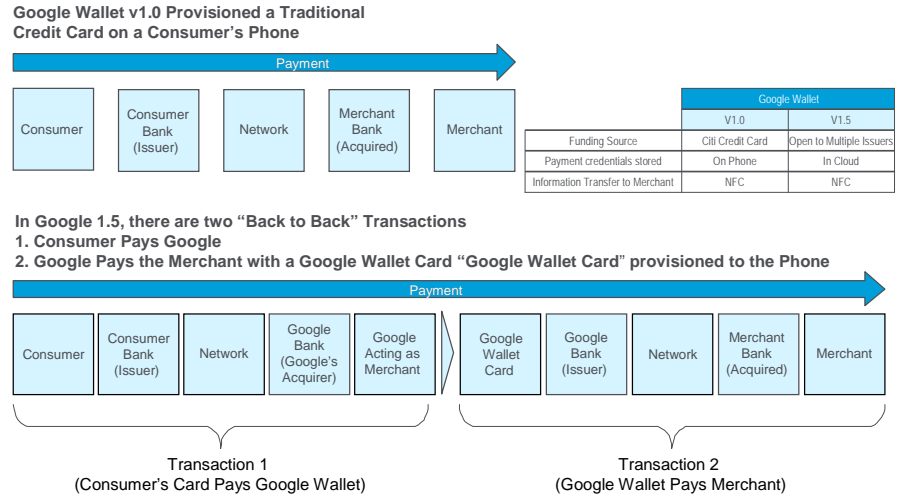 Google Wallet v1.0 Provisioned a Traditional
Credit Card on a Consumer's Phone
Payment
Consumer
Consumer
Bank
(Issuer)
Network
Merchant
Bank
(Acquired)
Merchant
Google Wallet
V1.0 V1.5
Funding Source Citi Credit Card Open to Multiple Issuers
Payment credentials stored On Phone In Cloud
Information Transfer to Merchant NFC NFC
In Google 1.5, there are two “Back to Back” Transactions
1. Consumer Pays Google
2. Google Pays the Merchant with a Google Wallet Card “Google Wallet Card” provisioned to the Phone
Payment
Consumer
Consumer
Bank
(Issuer)
Network
Google
Bank
(Google's
Acquirer)
Google
Acting as
Merchant
Google
Wallet
Card
Google
Bank
(Issuer)
Network
Merchant
Bank
(Acquired)
Merchant
Transaction 1
(Consumer's Card Pays Google Wallet)
Transaction 2
(Google Wallet Pays Merchant)